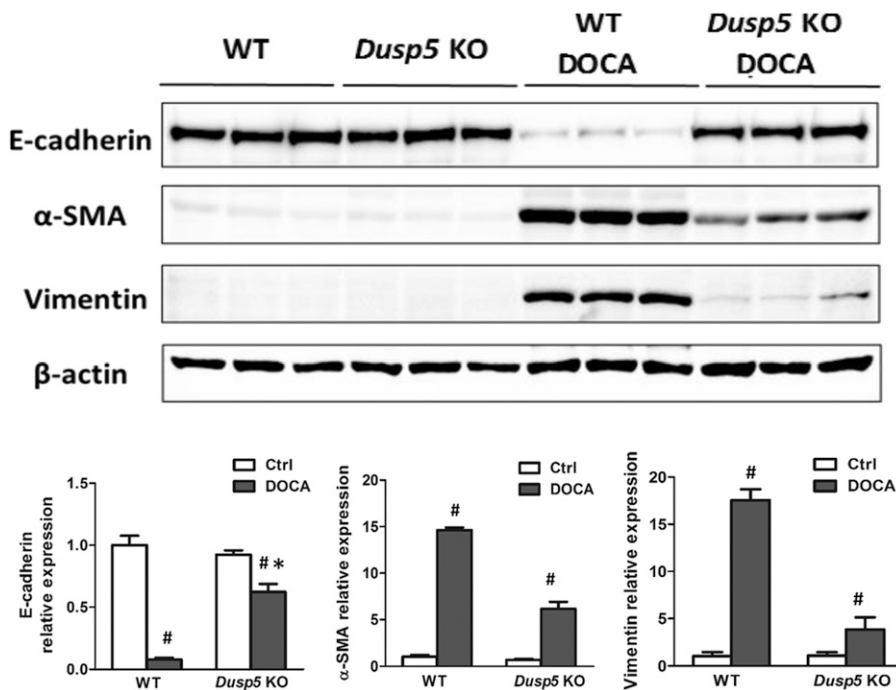 WT Dusp5 KO WT DOCA Dusp5 KO DOCA
E-cadherin
α-SMA
Vimentin
β-actin
E-cadherin relative expression
1.5
1.0
0.5
0.0
Ctrl
DOCA
#
# *
WT Dusp5 KO
α-SMA relative expression
20
15
10
5
0
Ctrl
DOCA
#
#
WT Dusp5 KO
Vimentin relative expression
20
15
10
5
0
Ctrl
DOCA
#
#
WT Dusp5 KO